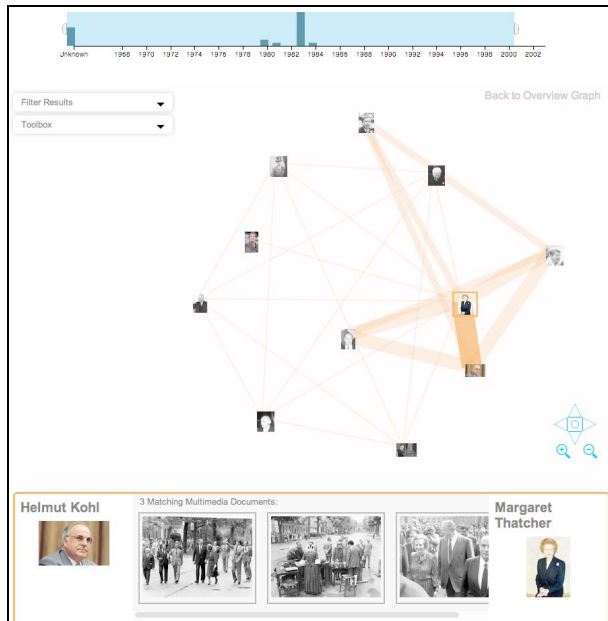 Unknown 1968 1970 1972 1974 1976 1978 1980 1982 1984 1986 1988 1990 1992 1994 1996 1998 2000 2002
Filter Results
Back to Overview Graph
Toolbox
Helmut Kohl
3 Matching Multimedia Documents:
Margaret
Thatcher